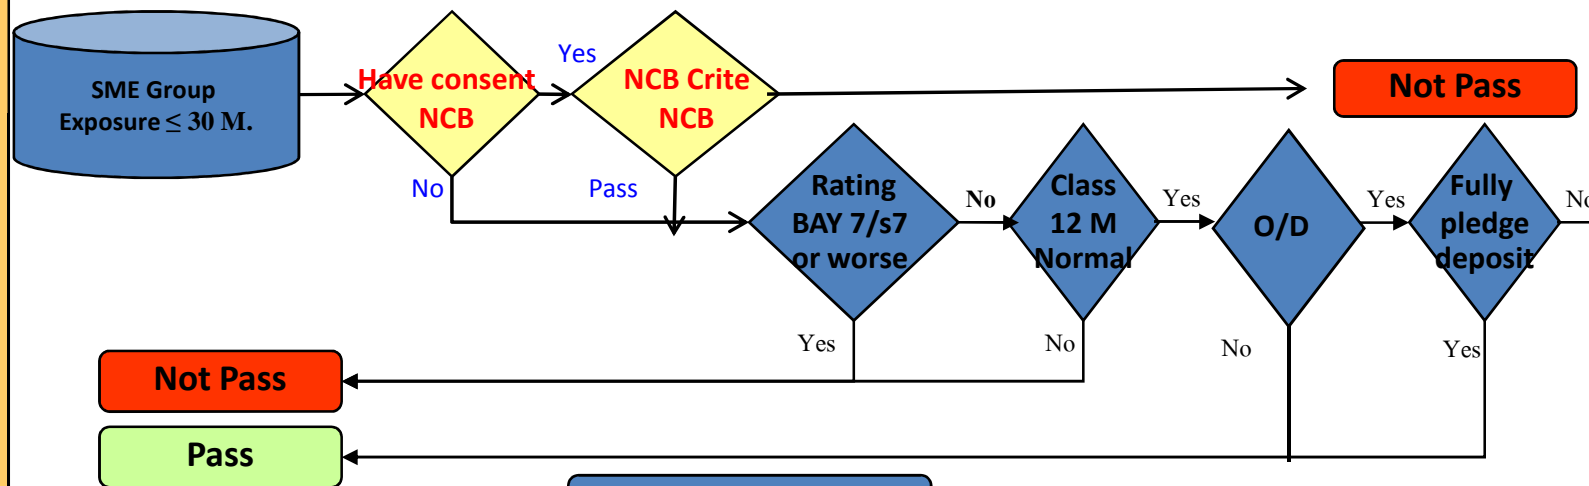 SME Group
Exposure ≤ 30 M.
Have consent
NCB
Yes
NCB Crite
NCB
Not Pass
No
Pass
Rating
BAY 7/s7
or worse
No
Class
12 M
Normal
Yes
O/D
Yes
Fully
pledge
deposit
No
Yes
No
No
Yes
Not Pass
Pass